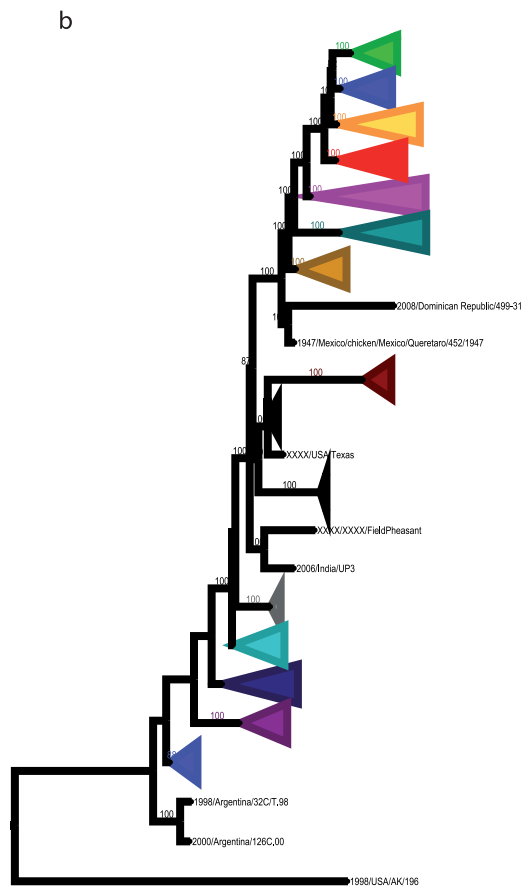 b
100
100
100
100
100
100
100
100
100
100
100
100
2008/Dominican Republic/499-31
1947/Mexico/chicken/Mexico/Queretaro/452/1947
87
100
100
XXXX/USA/Texas
100
XXXX/XXXX/FieldPheasant
2006/India/UP3
100
100
100
1998/Argentina/32C/T,98
100
2000/Argentina/126C,00
1998/USA/AK/196